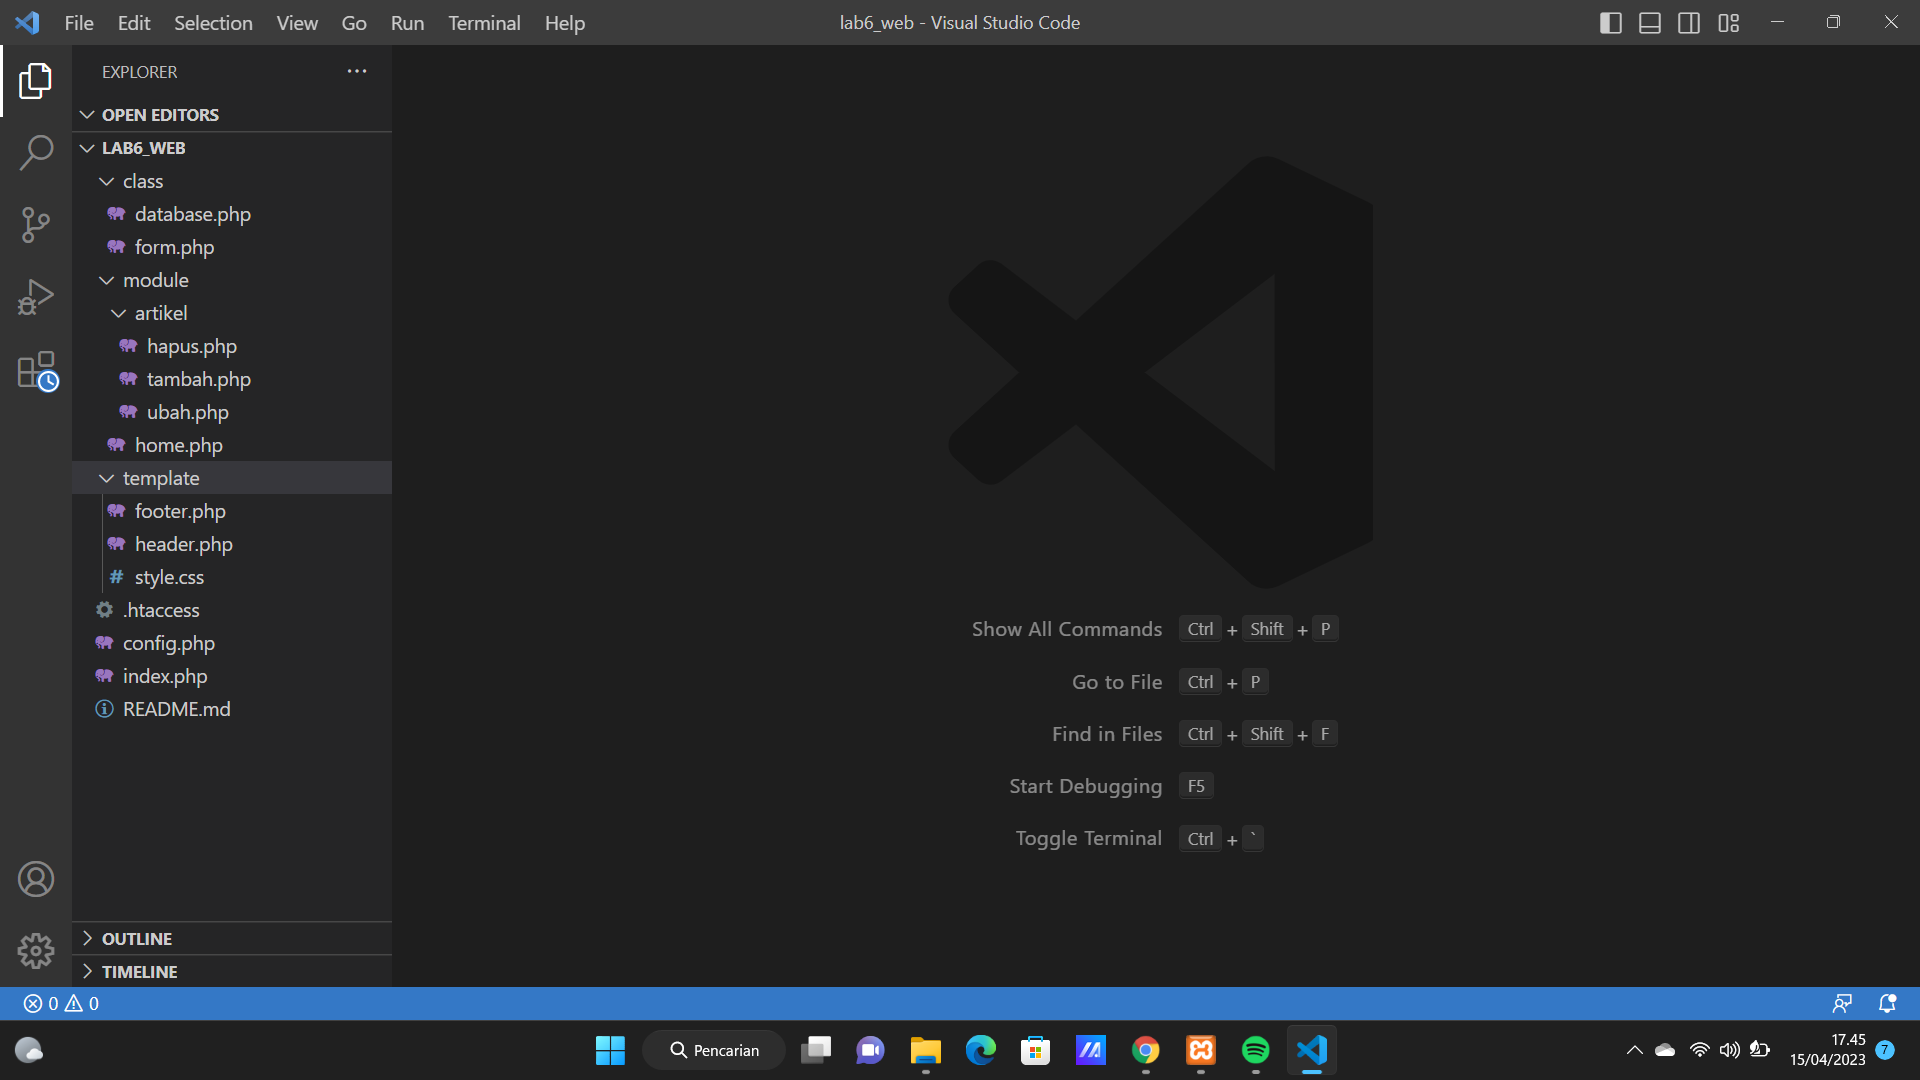 File Edit Selection View Go Run Terminal Help
lab6_web - Visual Studio Code
EXPLORER
OPEN EDITORS
LAB6_WEB
class
database.php
form.php
module
artikel
hapus.php
tambah.php
ubah.php
home.php
template
footer.php
header.php
# style.css
.htaccess
config.php
index.php
README.md
OUTLINE
TIMELINE
Show All Commands Ctrl + Shift + P
Go to File Ctrl + P
Find in Files Ctrl + Shift + F
Start Debugging F5
Toggle Terminal Ctrl + `
0 0
Pencarian
17.45
15/04/2023
7